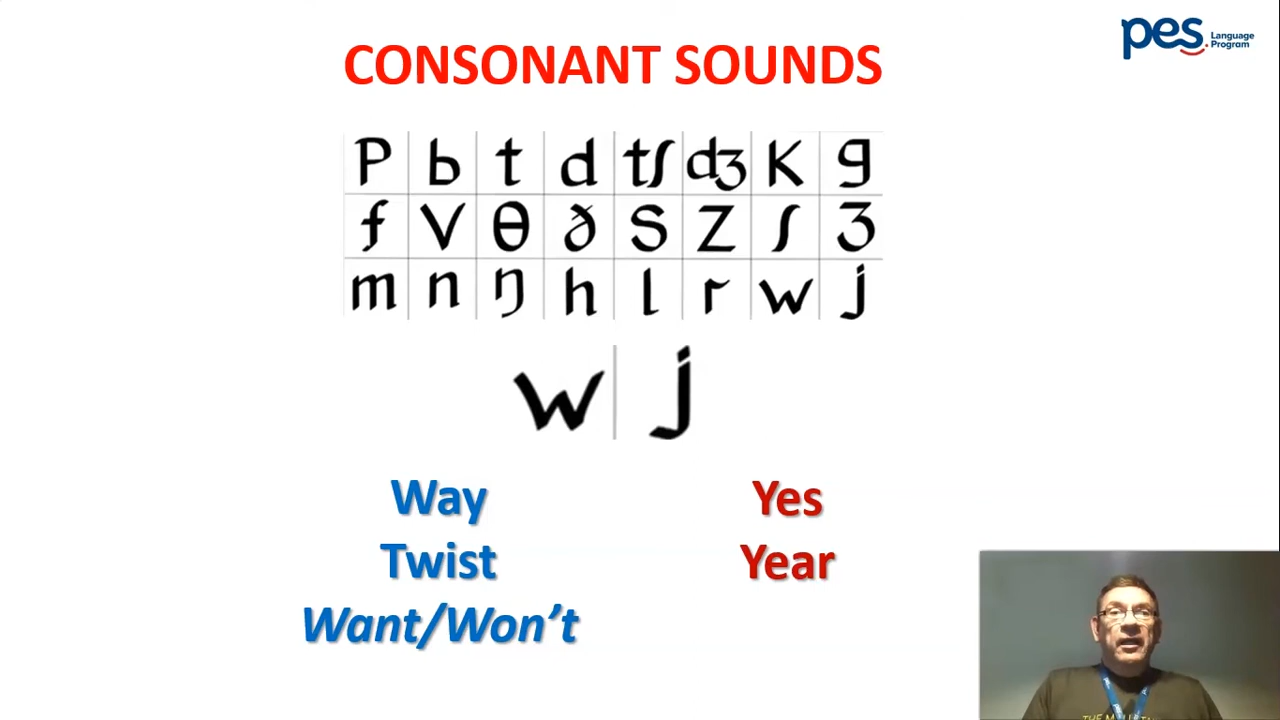 pes. Language
Program
CONSONANT SOUNDS
P b t d tʃ dʒ K g
f V θ ð S Z ʃ ʒ
m n ŋ h l r w j
w j
Way Yes
Twist Year
Want/Won't